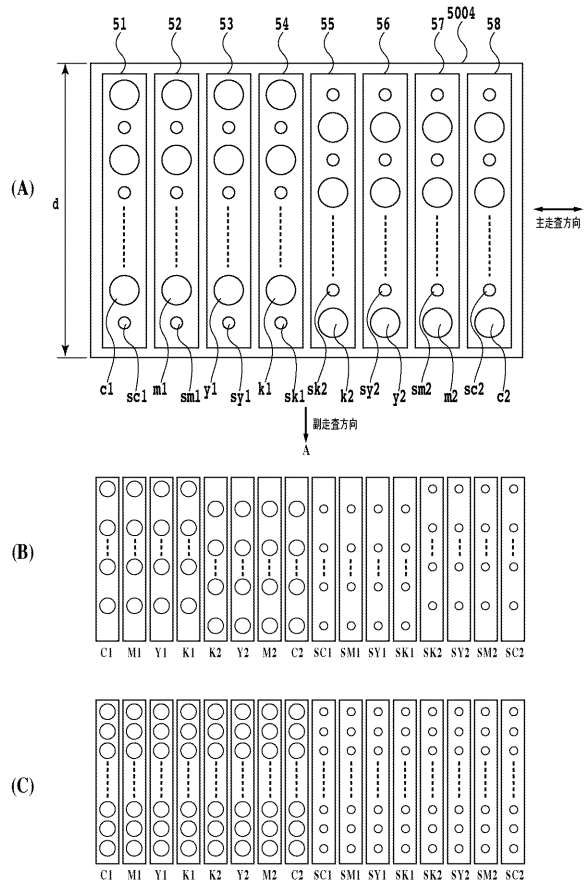 51 52 53 54 55 56 57 58 5004
(A)
d
主走査方向
c1 sc1 m1 sm1 y1 sy1 k1 sk1 sk2 k2 sy2 y2 sm2 m2 sc2 c2
副走査方向
A
(B)
C1 M1 Y1 K1 K2 Y2 M2 C2 SC1 SM1 SY1 SK1 SK2 SY2 SM2 SC2
(C)
C1 M1 Y1 K1 K2 Y2 M2 C2 SC1 SM1 SY1 SK1 SK2 SY2 SM2 SC2